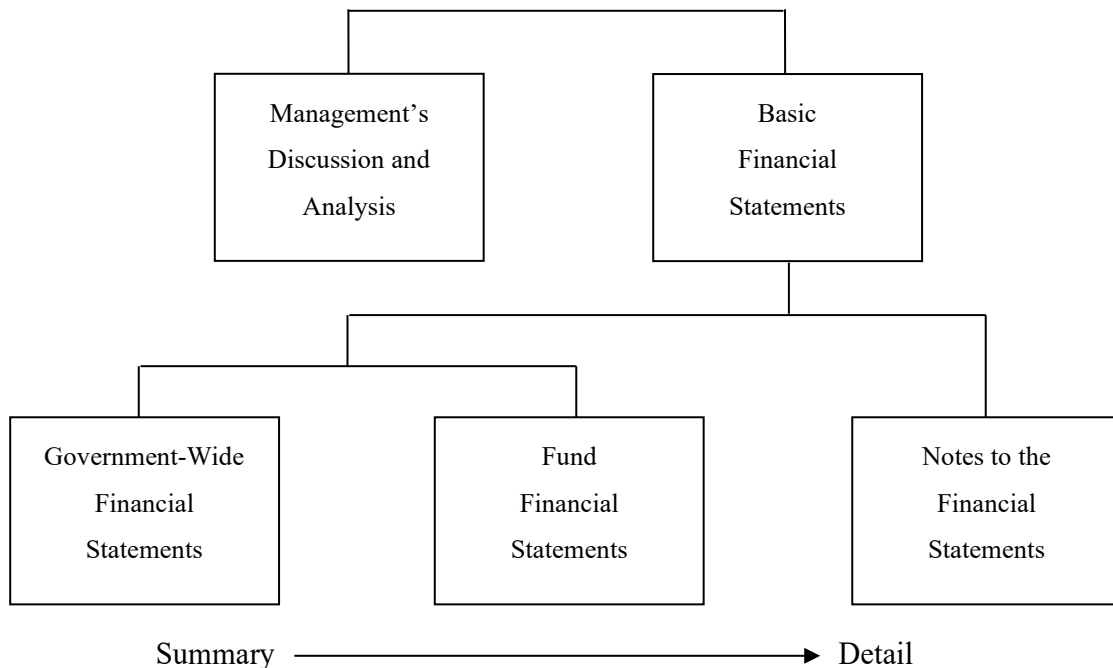 Management’s
Discussion and
Analysis
Basic
Financial
Statements
Government-Wide
Financial
Statements
Fund
Financial
Statements
Notes to the
Financial
Statements
Summary
Detail